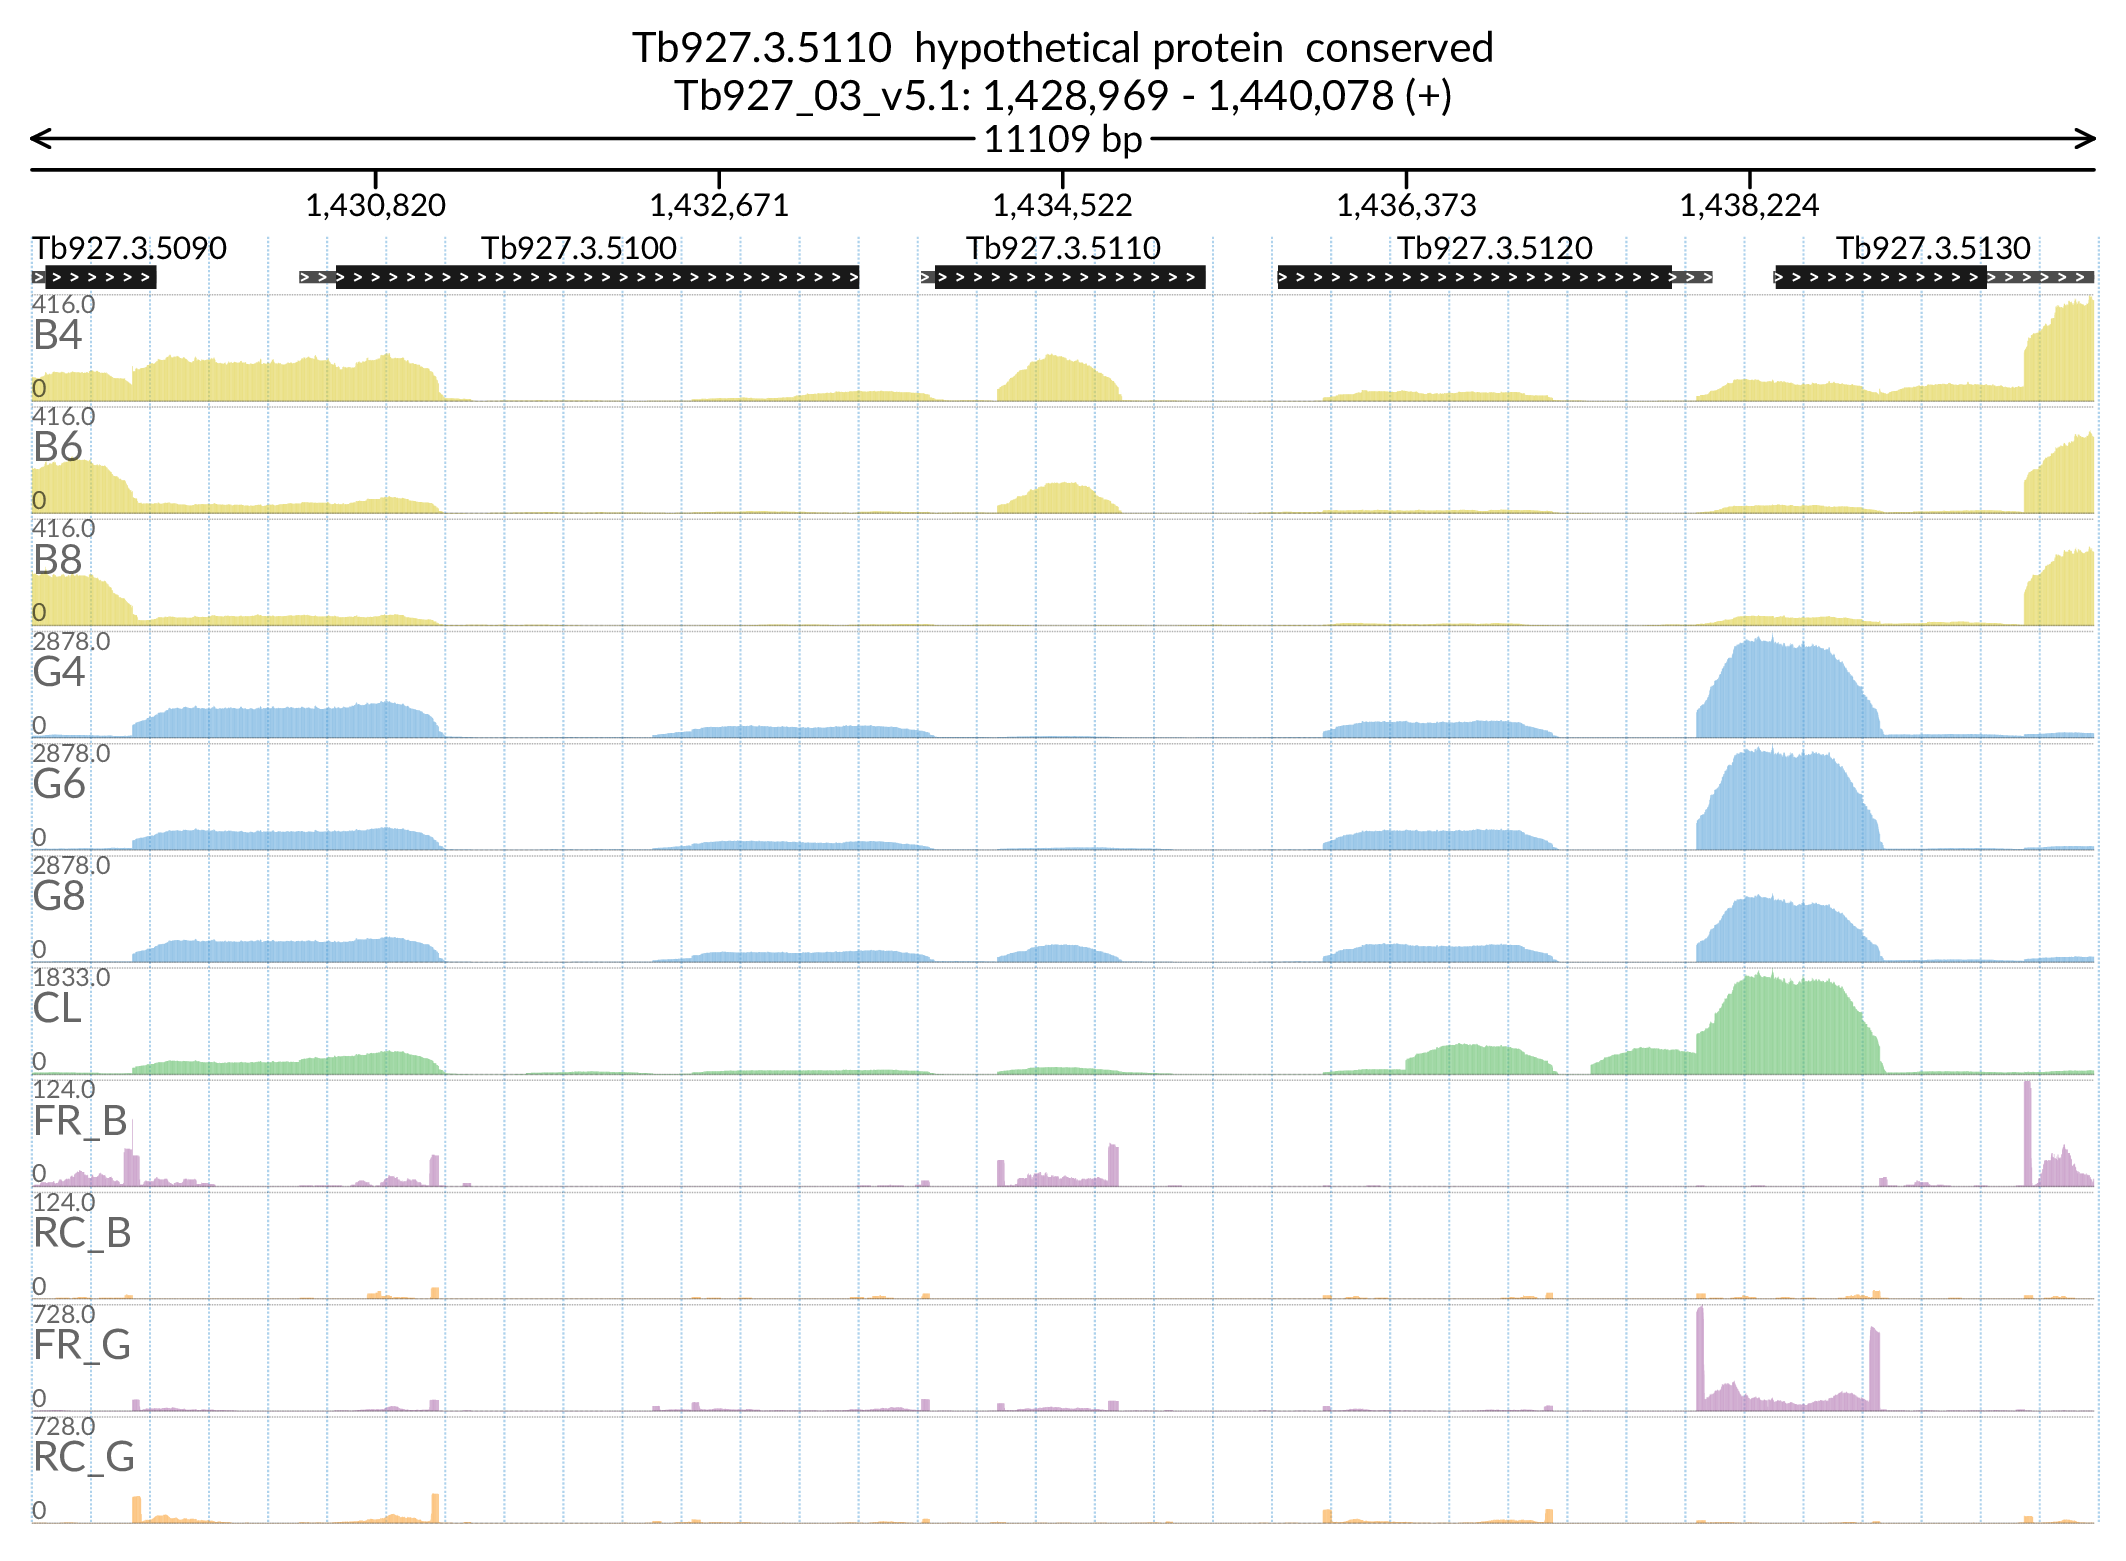 Tb927.3.5110 hypothetical protein conserved
Tb927_03_v5.1: 1,428,969 - 1,440,078 (+)
11109 bp
1,430,820 1,432,671 1,434,522 1,436,373 1,438,224
Tb927.3.5090 Tb927.3.5100 Tb927.3.5110 Tb927.3.5120 Tb927.3.5130
416.0
B4
0
416.0
B6
0
416.0
B8
0
2878.0
G4
0
2878.0
G6
0
2878.0
G8
0
1833.0
CL
0
124.0
FR_B
0
124.0
RC_B
0
728.0
FR_G
0
728.0
RC_G
0